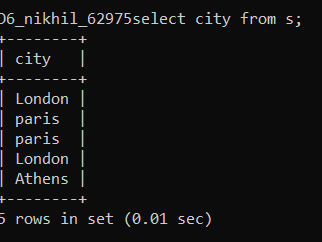 D6_nikhil_62975select city from s;
+--------+
| city   |
+--------+
| London |
| paris  |
| paris  |
| London |
| Athens |
+--------+
5 rows in set (0.01 sec)